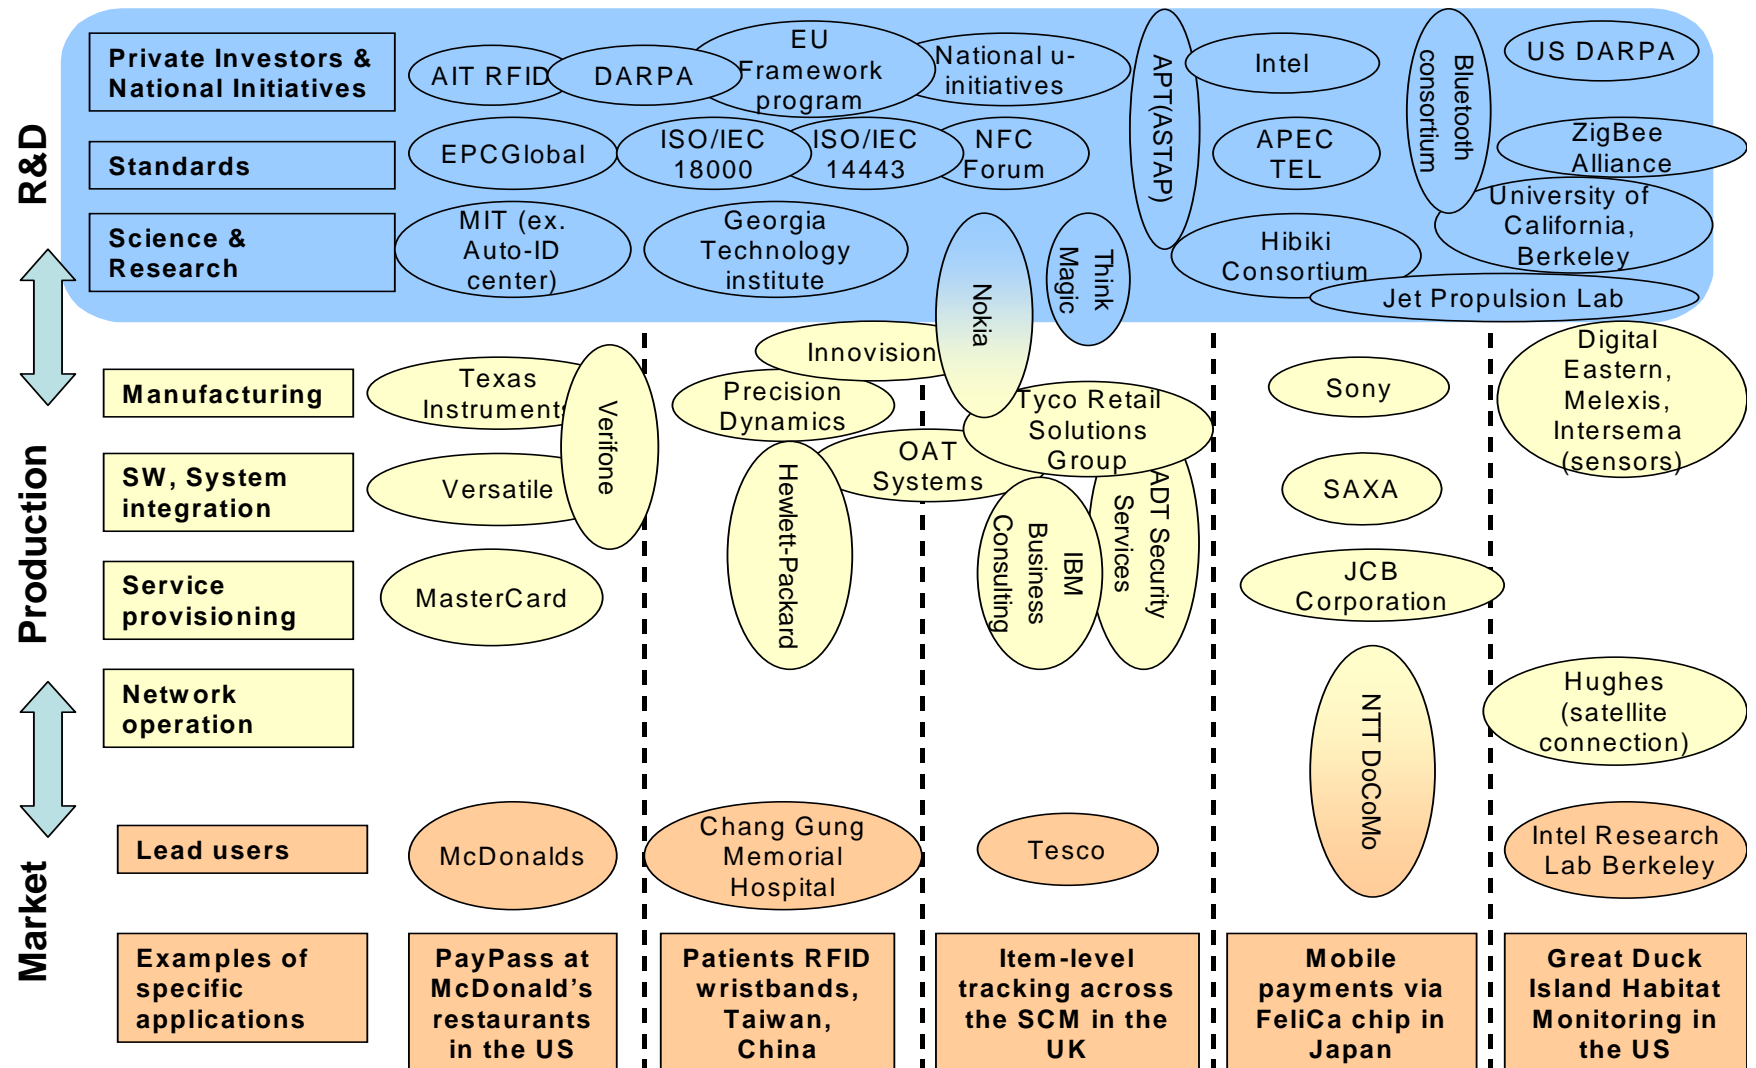 R&D
Private Investors &
National Initiatives
AIT RFID
DARPA
EU
Framework
program
National u-
initiatives
APT(ASTAP)
Intel
Bluetooth
consortium
US DARPA
Standards
EPCGlobal
ISO/IEC
18000
ISO/IEC
14443
NFC
Forum
APEC
TEL
ZigBee
Alliance
Science &
Research
MIT (ex.
Auto-ID
center)
Georgia
Technology
institute
Nokia
Think
Magic
Hibiki
Consortium
University of
California,
Berkeley
Jet Propulsion Lab
Production
Manufacturing
Texas
Instruments
Verifone
Innovision
Precision
Dynamics
Tyco Retail
Solutions
Group
Sony
Digital
Eastern,
Melexis,
Intersema
(sensors)
SW, System
integration
Versatile
Hewlett-Packard
OAT
Systems
IBM
Business
Consulting
ADT Security
Services
SAXA
Service
provisioning
MasterCard
JCB
Corporation
Network
operation
NTT DoCoMo
Hughes
(satellite
connection)
Market
Lead users
McDonalds
Chang Gung
Memorial
Hospital
Tesco
Intel Research
Lab Berkeley
Examples of
specific
applications
PayPass at
McDonald’s
restaurants
in the US
Patients RFID
wristbands,
Taiwan,
China
Item-level
tracking across
the SCM in the
UK
Mobile
payments via
FeliCa chip in
Japan
Great Duck
Island Habitat
Monitoring in
the US